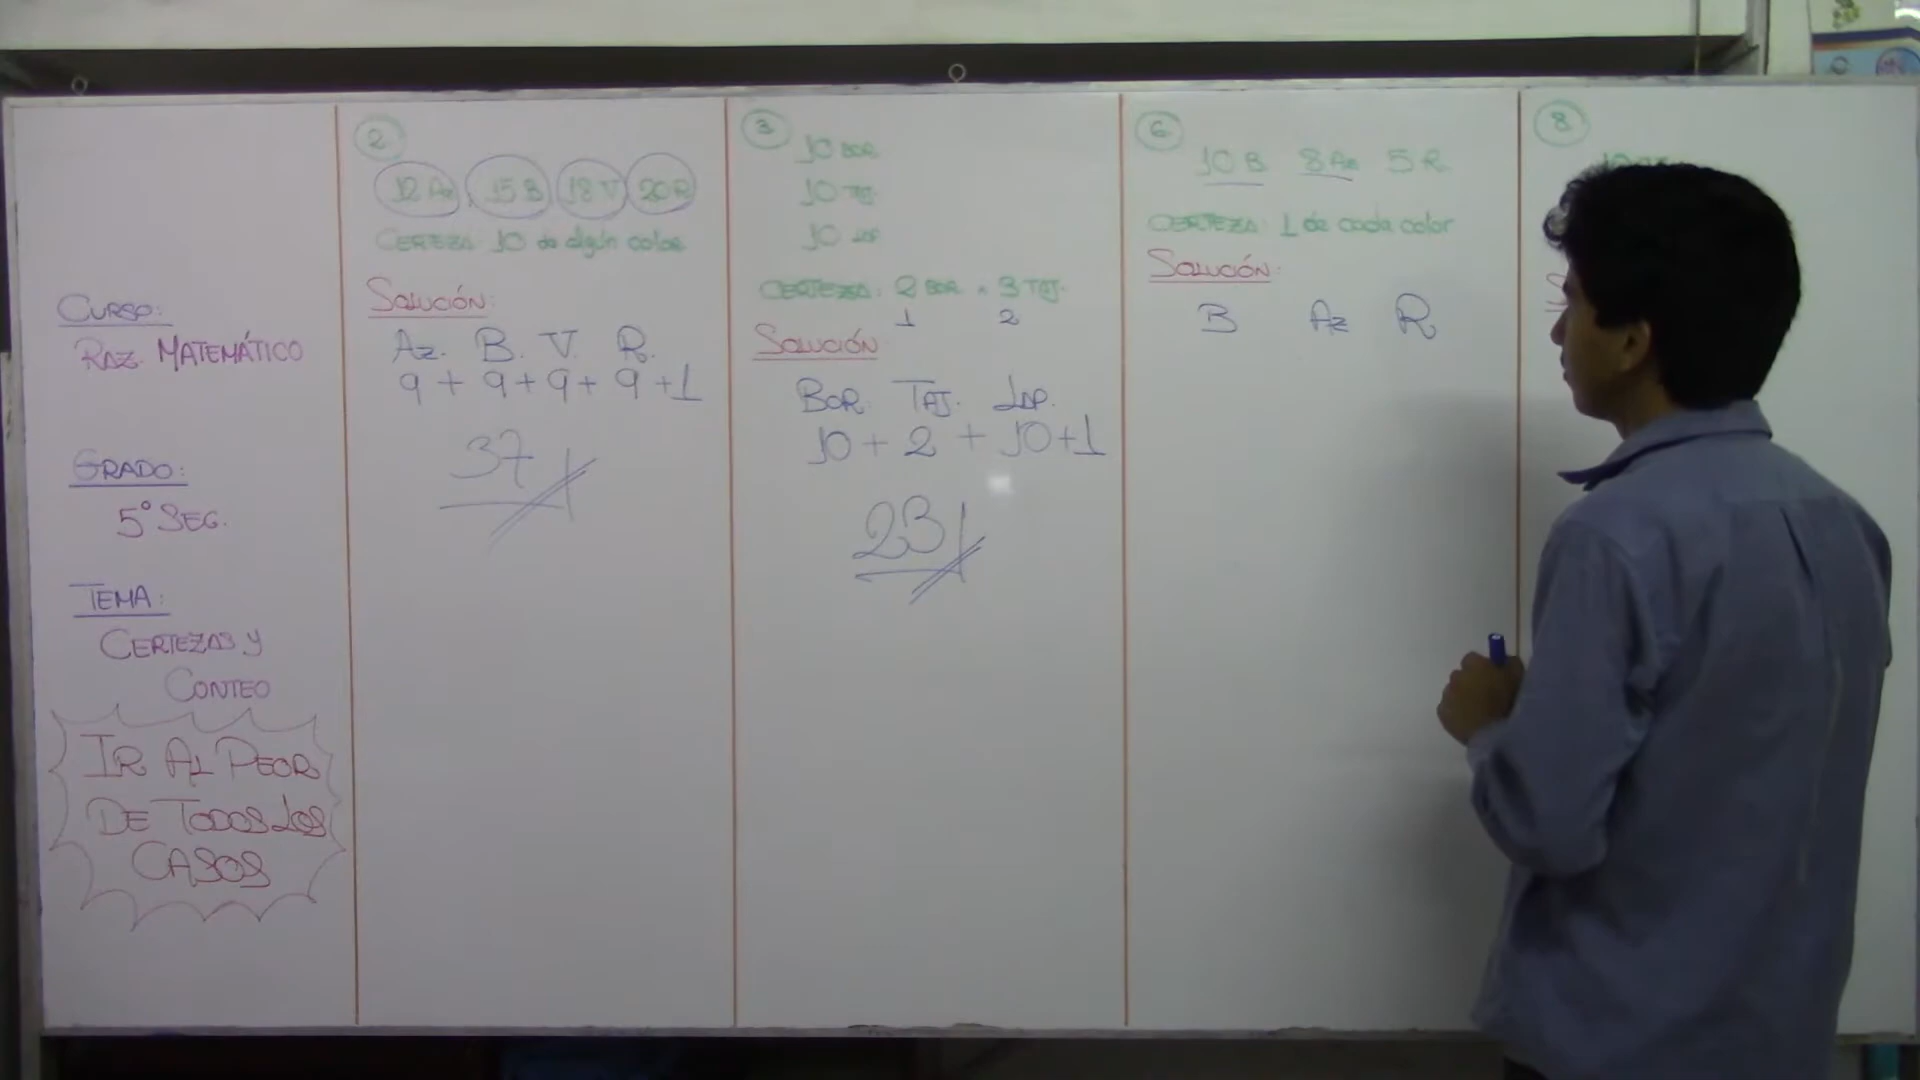 CURSO:
RAZ. MATEMÁTICO
GRADO:
5° SEG.
TEMA:
CERTEZAS Y
CONTEO
IR AL PEOR
DE TODOS LOS
CASOS
2
12 Az 15 B 18 V 20 R
CERTEZA: 10 de algún color
SOLUCIÓN:
Az. B. V. R.
9 + 9 + 9 + 9 + 1
37
3
10 BOR
10 TAJ.
10 LAP
CERTEZA: 2 BOR. 3 TAJ.
1 2
SOLUCIÓN
BOR. TAJ. LAP.
10 + 2 + 10 + 1
23
6
10 B 8 Az 5 R
CERTEZA: 1 de cada color
SOLUCIÓN:
B Az R
8